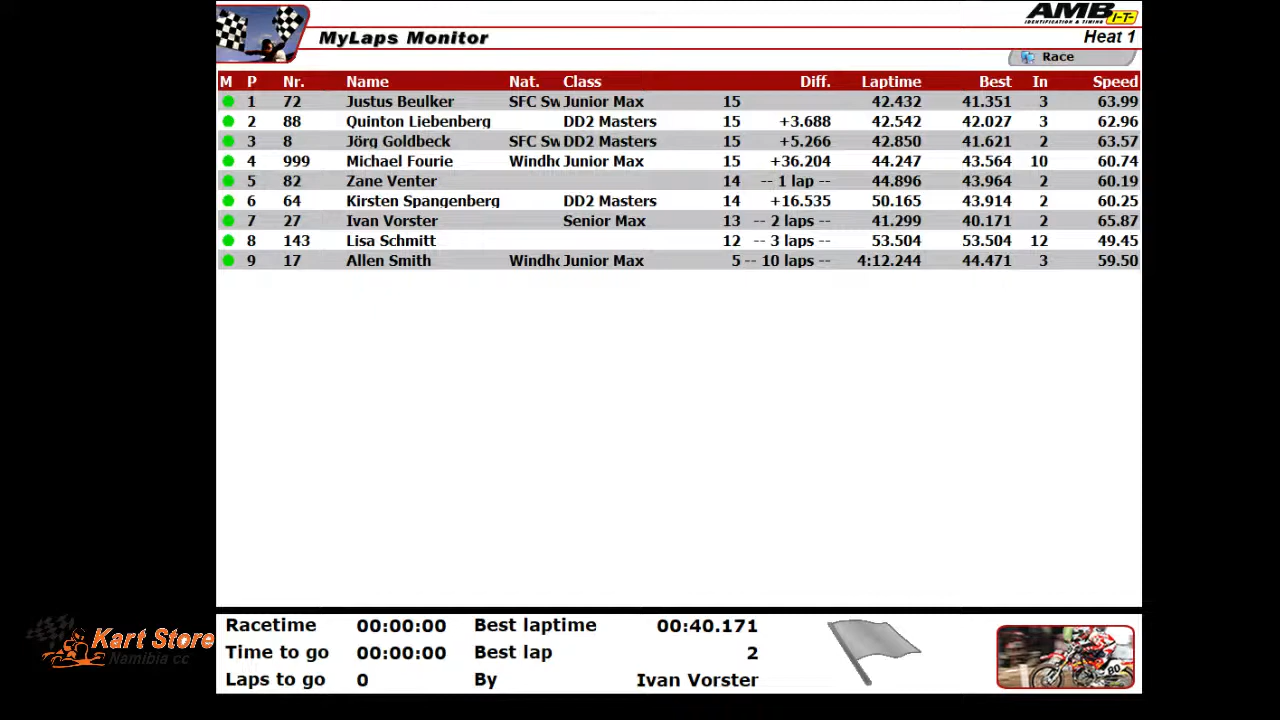 AMB I-T
IDENTIFICATION & TIMING
MyLaps Monitor
Heat 1
Race
M P Nr. Name Nat. Class Diff. Laptime Best In Speed
1 72 Justus Beulker SFC Sw Junior Max 15 42.432 41.351 3 63.99
2 88 Quinton Liebenberg DD2 Masters 15 +3.688 42.542 42.027 3 62.96
3 8 Jörg Goldbeck SFC Sw DD2 Masters 15 +5.266 42.850 41.621 2 63.57
4 999 Michael Fourie Windho Junior Max 15 +36.204 44.247 43.564 10 60.74
5 82 Zane Venter 14 -- 1 lap -- 44.896 43.964 2 60.19
6 64 Kirsten Spangenberg DD2 Masters 14 +16.535 50.165 43.914 2 60.25
7 27 Ivan Vorster Senior Max 13 -- 2 laps -- 41.299 40.171 2 65.87
8 143 Lisa Schmitt 12 -- 3 laps -- 53.504 53.504 12 49.45
9 17 Allen Smith Windho Junior Max 5 -- 10 laps -- 4:12.244 44.471 3 59.50
Racetime 00:00:00 Best laptime 00:40.171
Time to go 00:00:00 Best lap 2
Laps to go 0 By Ivan Vorster
Kart Store
Namibia cc
80